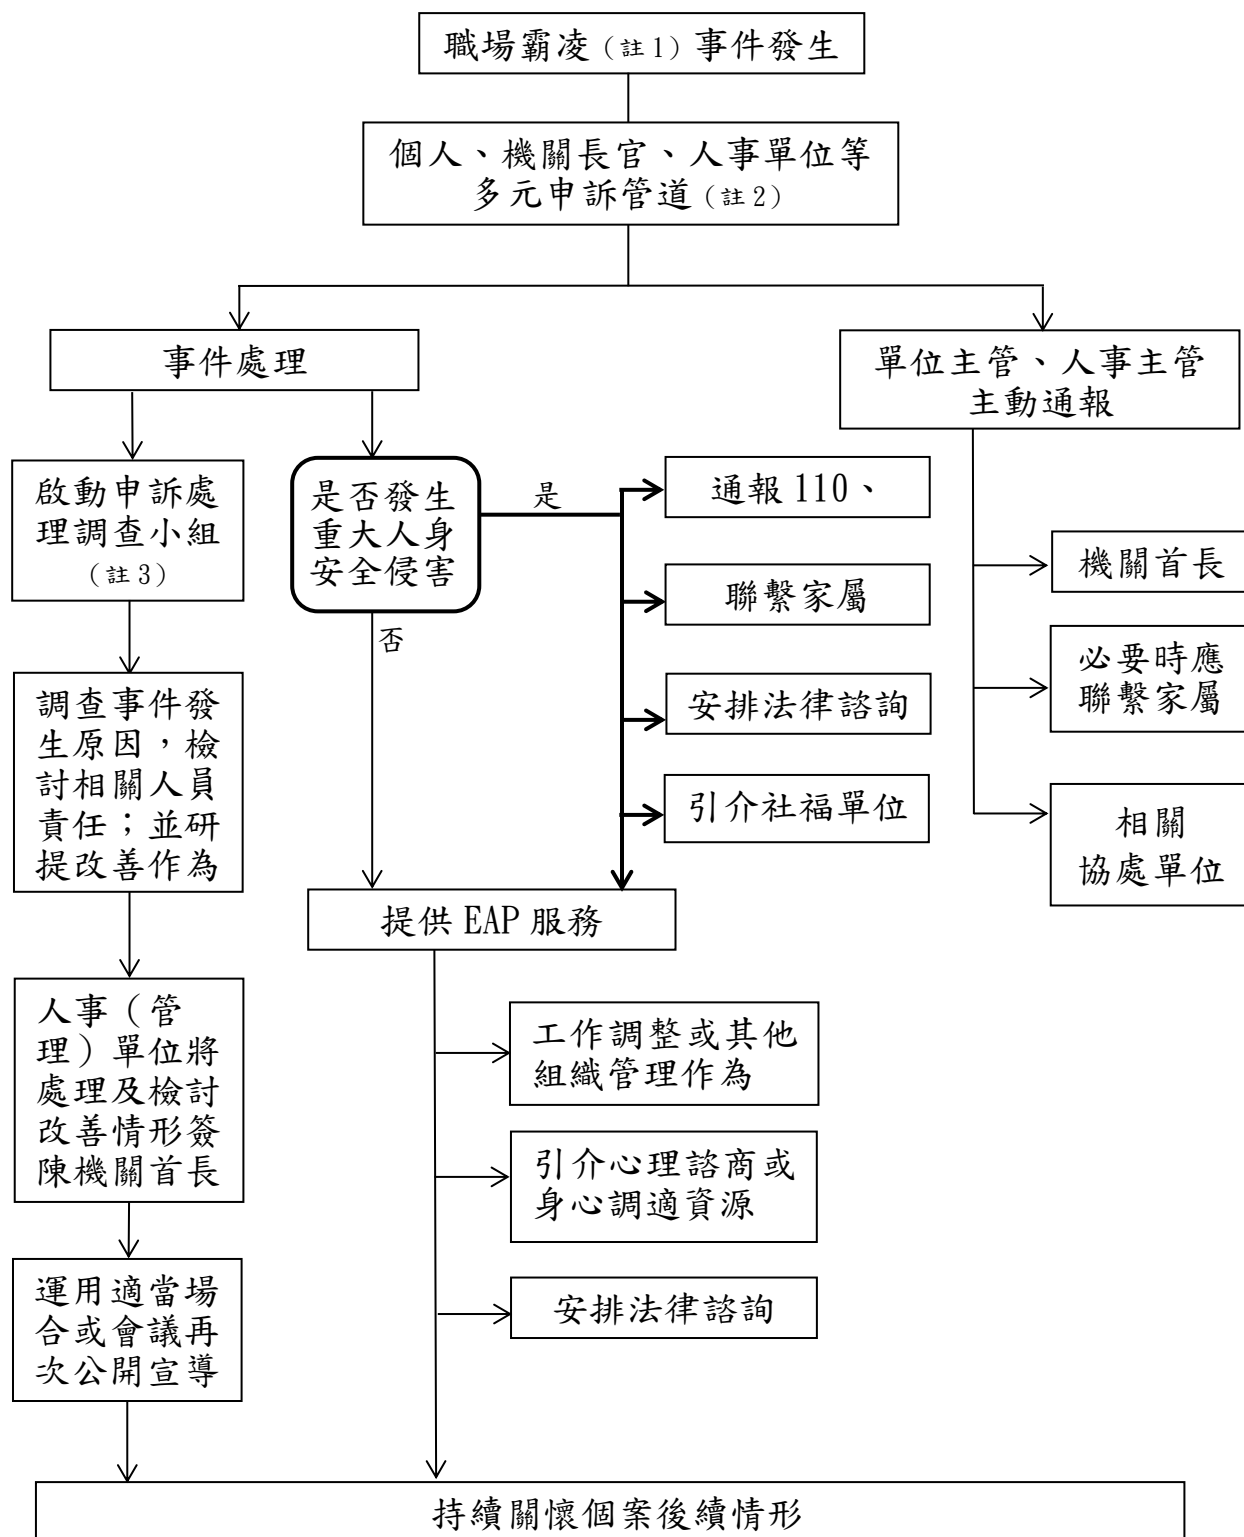 職場霸凌（註1）事件發生
個人、機關長官、人事單位等
多元申訴管道（註2）
事件處理
單位主管、人事主管
主動通報
啟動申訴處
理調查小組
（註3）
是否發生
重大人身
安全侵害
是
否
通報110、
聯繫家屬
安排法律諮詢
引介社福單位
機關首長
必要時應
聯繫家屬
相關
協處單位
調查事件發
生原因，檢
討相關人員
責任；並研
提改善作為
提供EAP服務
人事（管
理）單位將
處理及檢討
改善情形簽
陳機關首長
工作調整或其他
組織管理作為
引介心理諮商或
身心調適資源
安排法律諮詢
運用適當場
合或會議再
次公開宣導
持續關懷個案後續情形